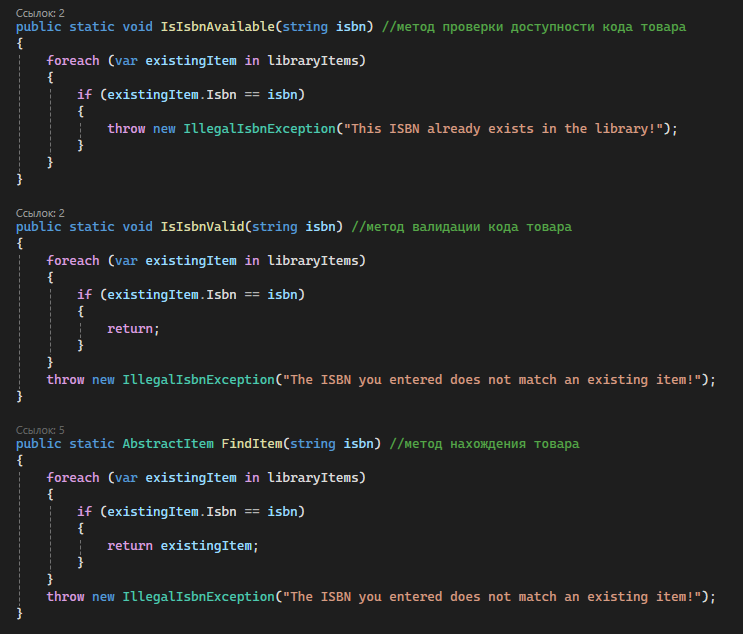 Ссылок: 2
public static void IsIsbnAvailable(string isbn) //метод проверки доступности кода товара
{
    foreach (var existingItem in libraryItems)
    {
        if (existingItem.Isbn == isbn)
        {
            throw new IllegalIsbnException("This ISBN already exists in the library!");
        }
    }
}
Ссылок: 2
public static void IsIsbnValid(string isbn) //метод валидации кода товара
{
    foreach (var existingItem in libraryItems)
    {
        if (existingItem.Isbn == isbn)
        {
            return;
        }
    }
    throw new IllegalIsbnException("The ISBN you entered does not match an existing item!");
}
Ссылок: 5
public static AbstractItem FindItem(string isbn) //метод нахождения товара
{
    foreach (var existingItem in libraryItems)
    {
        if (existingItem.Isbn == isbn)
        {
            return existingItem;
        }
    }
    throw new IllegalIsbnException("The ISBN you entered does not match an existing item!");
}